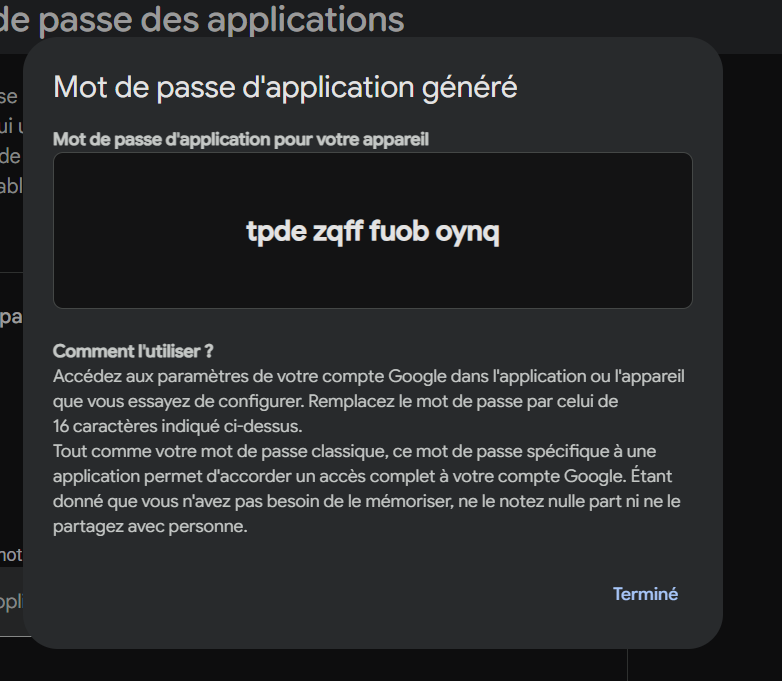 de passe des applications
Mot de passe d'application généré
Mot de passe d'application pour votre appareil
tpde zqff fuob oynq
Comment l'utiliser ?
Accédez aux paramètres de votre compte Google dans l'application ou l'appareil
que vous essayez de configurer. Remplacez le mot de passe par celui de
16 caractères indiqué ci-dessus.
Tout comme votre mot de passe classique, ce mot de passe spécifique à une
application permet d'accorder un accès complet à votre compte Google. Étant
donné que vous n'avez pas besoin de le mémoriser, ne le notez nulle part ni ne le
partagez avec personne.
Terminé